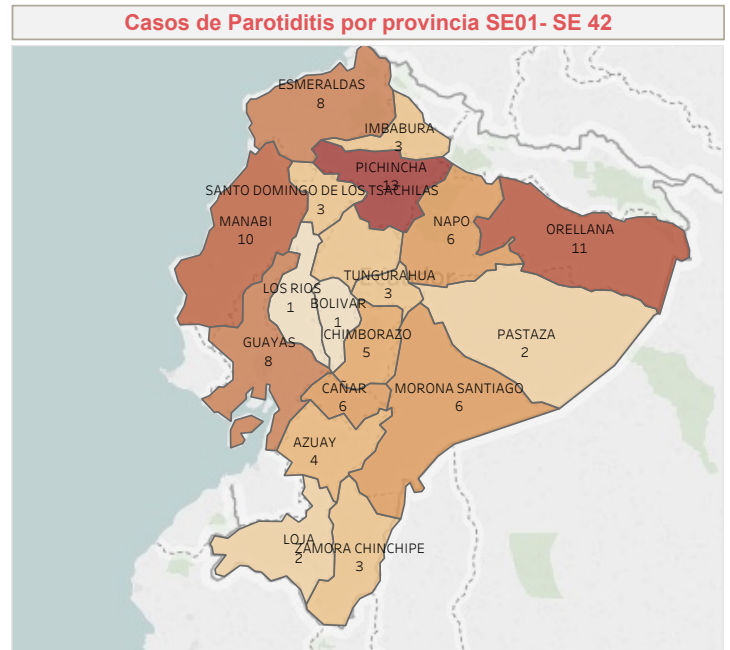 Casos de Parotiditis por provincia SE01- SE 42
ESMERALDAS
8
IMBABURA
3
PICHINCHA
13
SANTO DOMINGO DE LOS TSACHILAS
3
MANABI
10
NAPO
6
ORELLANA
11
Ecuador
TUNGURAHUA
3
LOS RIOS
1
BOLIVAR
1
CHIMBORAZO
5
PASTAZA
2
GUAYAS
8
CAÑAR
6
MORONA SANTIAGO
6
AZUAY
4
LOJA
2
ZAMORA CHINCHIPE
3